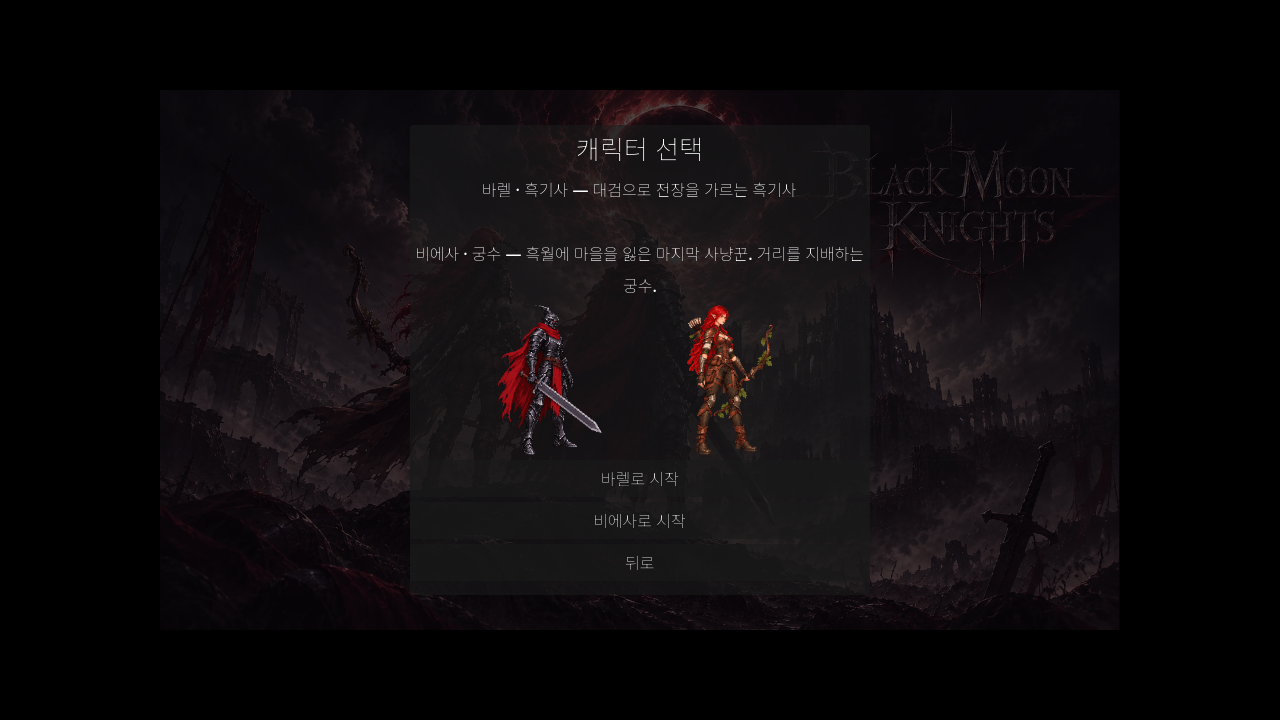 캐릭터 선택
바렐 · 흑기사 — 대검으로 전장을 가르는 흑기사
비에사 · 궁수 — 흑월에 마을을 잃은 마지막 사냥꾼. 거리를 지배하는
궁수.
BLACK MOON
KNIGHTS
바렐로 시작
비에사로 시작
뒤로